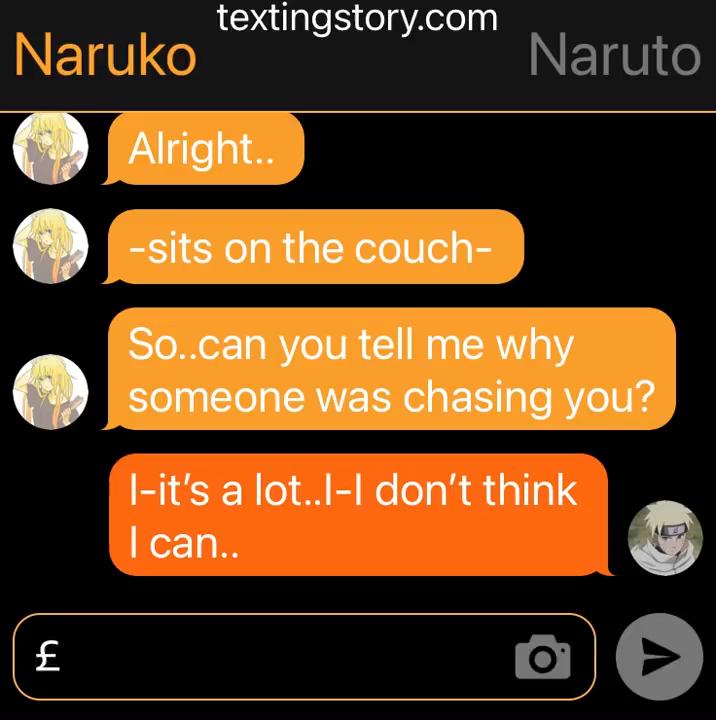 textingstory.com
Naruko
Naruto
Alright..
-sits on the couch-
So..can you tell me why
someone was chasing you?
I-it’s a lot..I-I don’t think
I can..
£